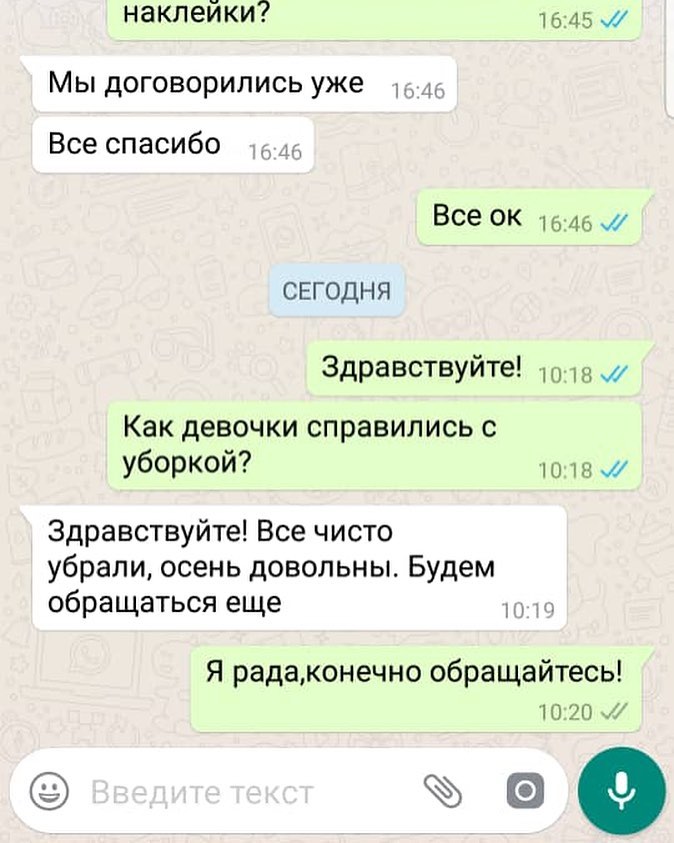 наклейки?
16:45
Мы договорились уже 16:46
Все спасибо 16:46
Все ок 16:46
СЕГОДНЯ
Здравствуйте! 10:18
Как девочки справились с
уборкой? 10:18
Здравствуйте! Все чисто
убрали, осень довольны. Будем
обращаться еще 10:19
Я рада,конечно обращайтесь!
10:20
Введите текст